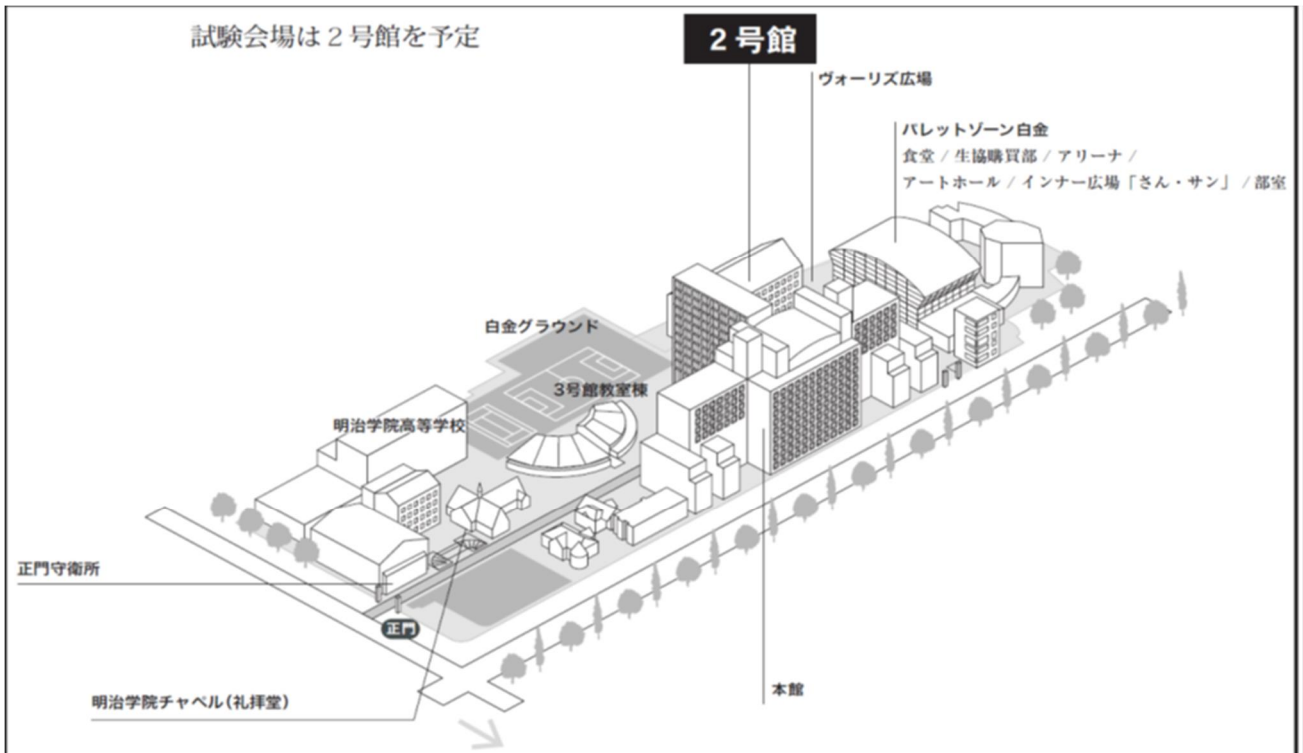 試験会場は２号館を予定
２号館
ヴォーリズ広場
パレットゾーン白金
食堂 / 生協購買部 / アリーナ /
アートホール / インナー広場「さん・サン」 / 部室
白金グラウンド
3号館教室棟
明治学院高等学校
正門守衛所
正門
本館
明治学院チャペル（礼拝堂）